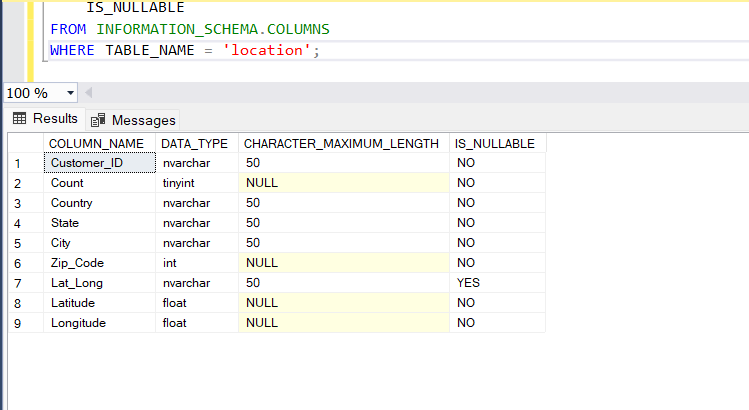 IS_NULLABLE
FROM INFORMATION_SCHEMA.COLUMNS
WHERE TABLE_NAME = 'location';
100 %
Results Messages
COLUMN_NAME DATA_TYPE CHARACTER_MAXIMUM_LENGTH IS_NULLABLE
1 Customer_ID nvarchar 50 NO
2 Count tinyint NULL NO
3 Country nvarchar 50 NO
4 State nvarchar 50 NO
5 City nvarchar 50 NO
6 Zip_Code int NULL NO
7 Lat_Long nvarchar 50 YES
8 Latitude float NULL NO
9 Longitude float NULL NO